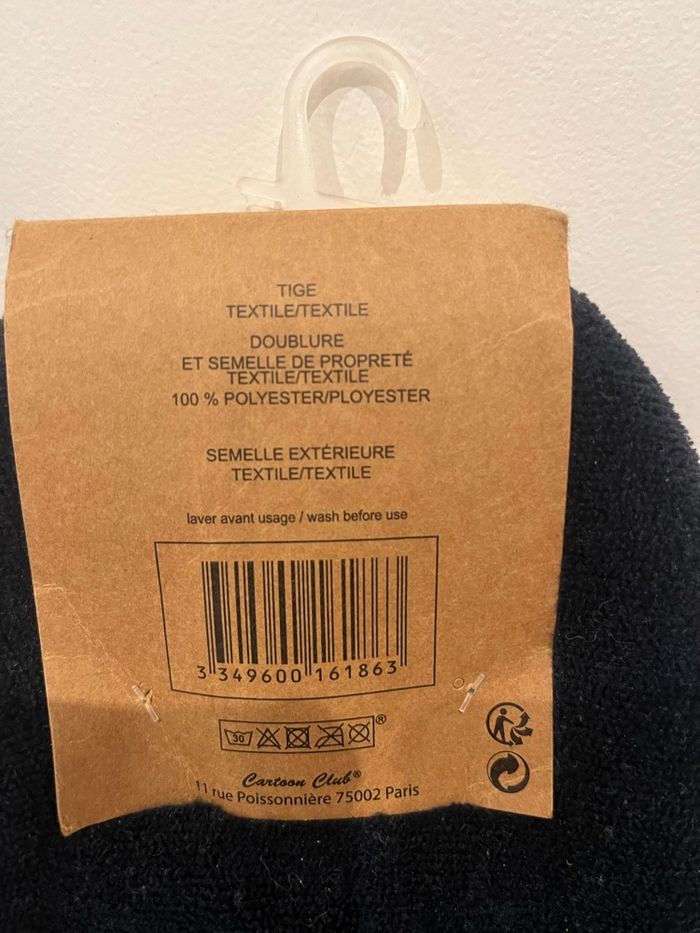 TIGE
TEXTILE/TEXTILE
DOUBLURE
ET SEMELLE DE PROPRETÉ
TEXTILE/TEXTILE
100 % POLYESTER/PLOYESTER
SEMELLE EXTÉRIEURE
TEXTILE/TEXTILE
laver avant usage / wash before use
3 349600 161863
30 ®
Cartoon Club®
11 rue Poissonnière 75002 Paris